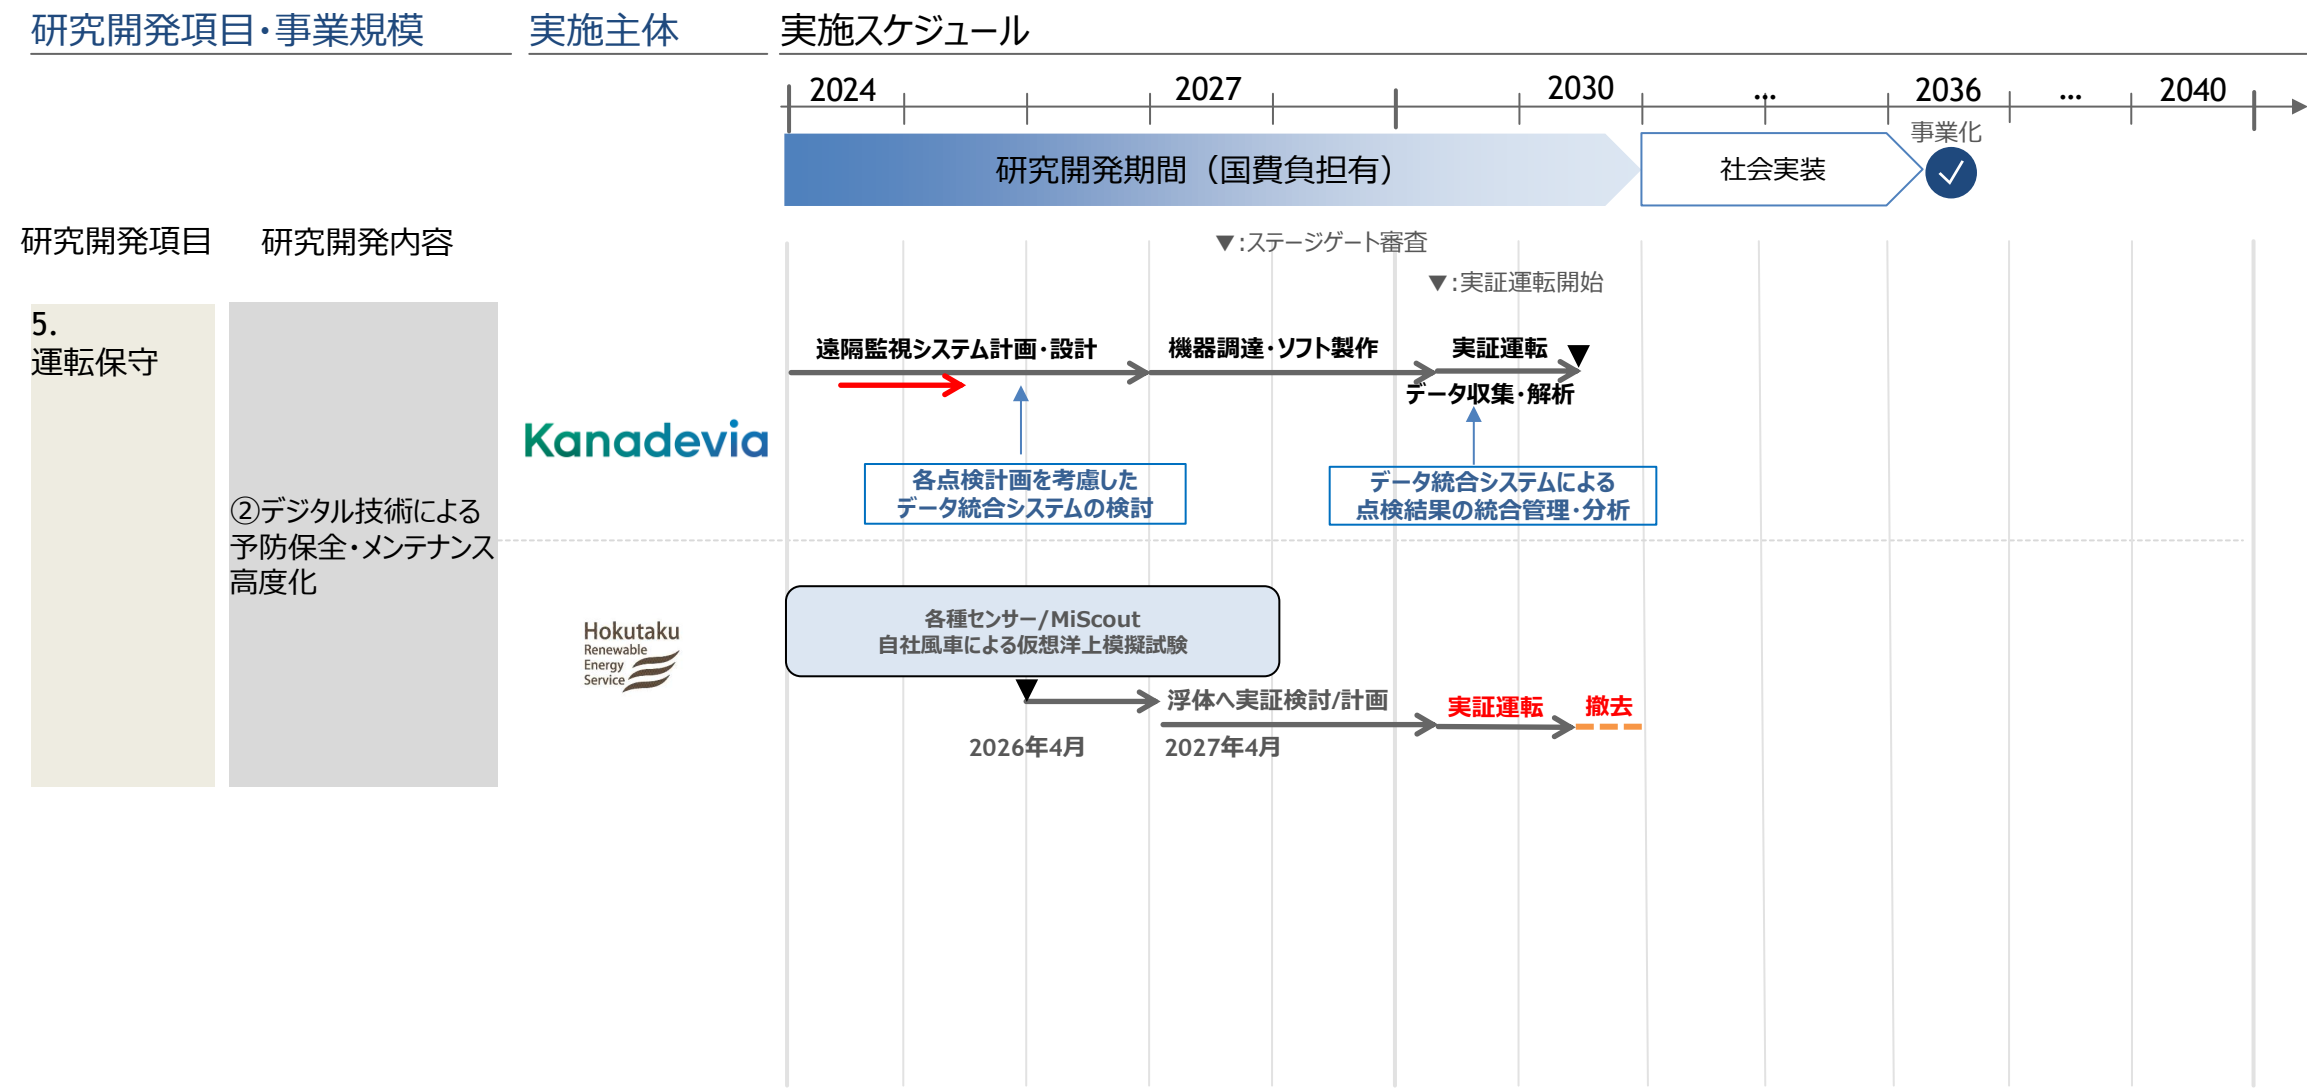 研究開発項目・事業規模
実施主体
実施スケジュール
2024
2027
2030
…
2036
…
2040
事業化
研究開発期間（国費負担有）
社会実装
研究開発項目
研究開発内容
▼:ステージゲート審査
▼:実証運転開始
5.
運転保守
②デジタル技術による
予防保全・メンテナンス
高度化
Kanadevia
遠隔監視システム計画・設計
機器調達・ソフト製作
実証運転
データ収集・解析
各点検計画を考慮した
データ統合システムの検討
データ統合システムによる
点検結果の統合管理・分析
Hokutaku
Renewable
Energy
Service
各種センサー/MiScout
自社風車による仮想洋上模擬試験
浮体へ実証検討/計画
実証運転
撤去
2026年4月
2027年4月